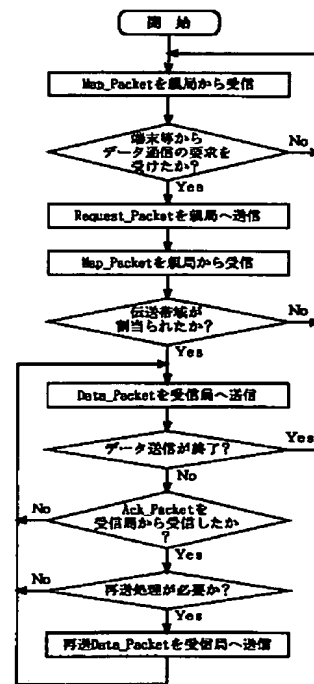 開 始
Map_Packetを親局から受信
端末等から
データ通信の要求を
受けたか?
No
Yes
Request_Packetを親局へ送信
Map_Packetを親局から受信
伝送帯域が
割当られたか?
No
Yes
Data_Packetを受信局へ送信
データ送信が終了?
Yes
No
Ack_Packetを
受信局から受信したか
?
No
Yes
再送処理が必要か?
No
Yes
再送Data_Packetを受信局へ送信